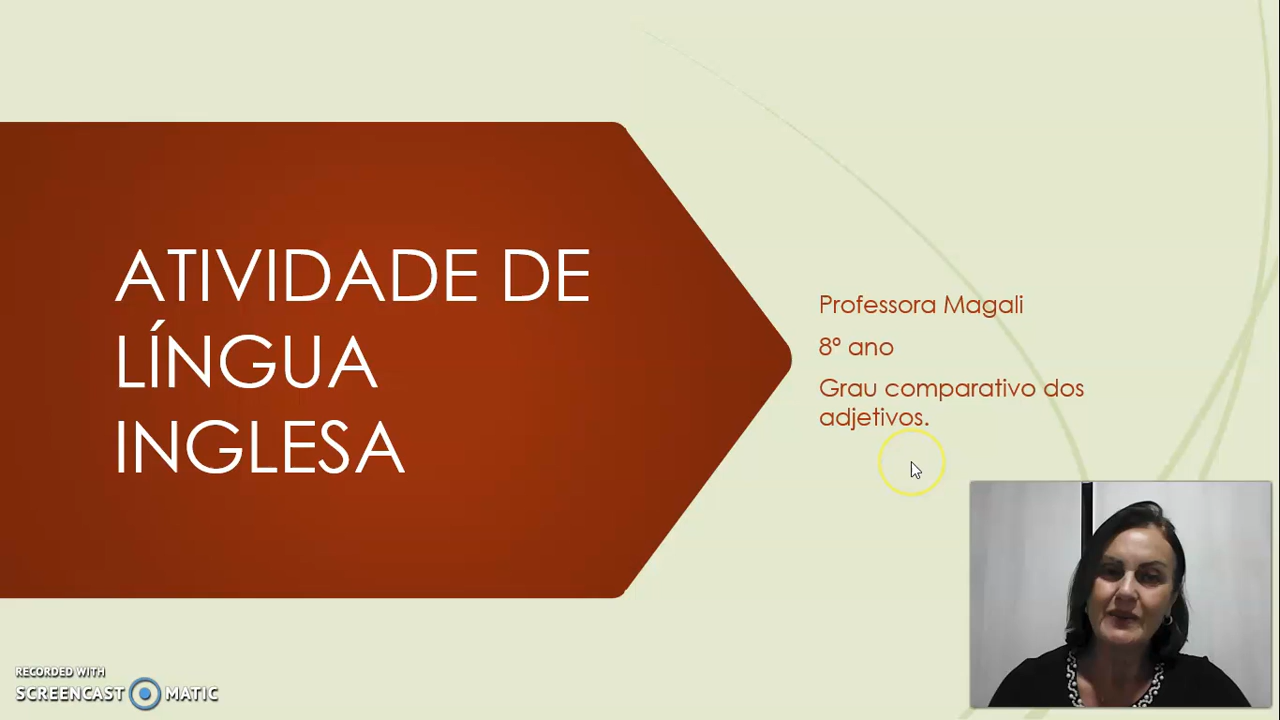 ATIVIDADE DE
LÍNGUA
INGLESA
Professora Magali
8º ano
Grau comparativo dos
adjetivos.
RECORDED WITH
SCREENCAST MATIC